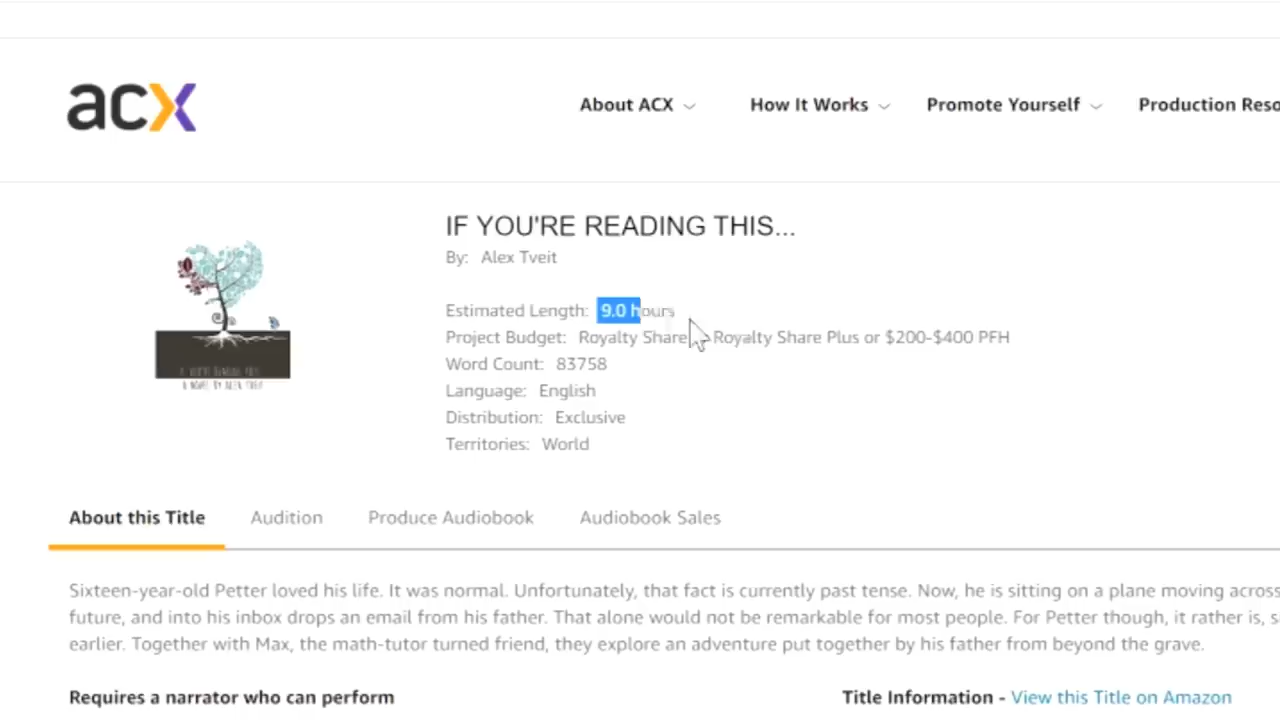 acx
About ACX
How It Works
Promote Yourself
Production Reso
IF YOU'RE READING THIS...
By: Alex Tveit
Estimated Length: 9.0 hours
Project Budget: Royalty Share Royalty Share Plus or $200-$400 PFH
Word Count: 83758
Language: English
Distribution: Exclusive
Territories: World
A NOVEL BY ALEX TVEIT
About this Title
Audition
Produce Audiobook
Audiobook Sales
Sixteen-year-old Petter loved his life. It was normal. Unfortunately, that fact is currently past tense. Now, he is sitting on a plane moving across
future, and into his inbox drops an email from his father. That alone would not be remarkable for most people. For Petter though, it rather is, s
earlier. Together with Max, the math-tutor turned friend, they explore an adventure put together by his father from beyond the grave.
Requires a narrator who can perform
Title Information - View this Title on Amazon